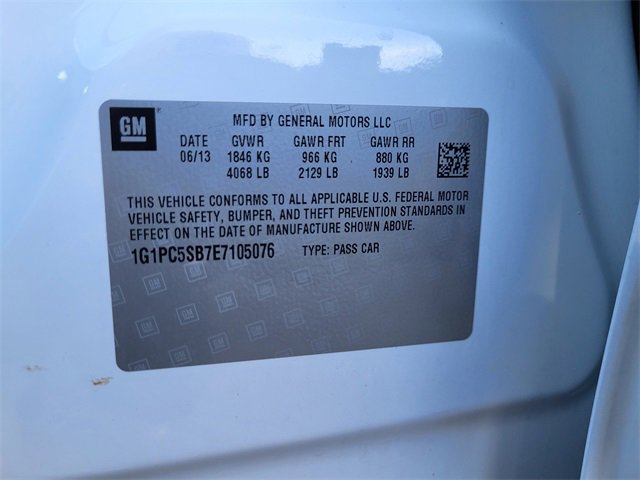 GM
MFD BY GENERAL MOTORS LLC
DATE GVWR GAWR FRT GAWR RR
06/13 1846 KG 966 KG 880 KG
4068 LB 2129 LB 1939 LB
THIS VEHICLE CONFORMS TO ALL APPLICABLE U.S. FEDERAL MOTOR
VEHICLE SAFETY, BUMPER, AND THEFT PREVENTION STANDARDS IN
EFFECT ON THE DATE OF MANUFACTURE SHOWN ABOVE.
1G1PC5SB7E7105076 TYPE: PASS CAR